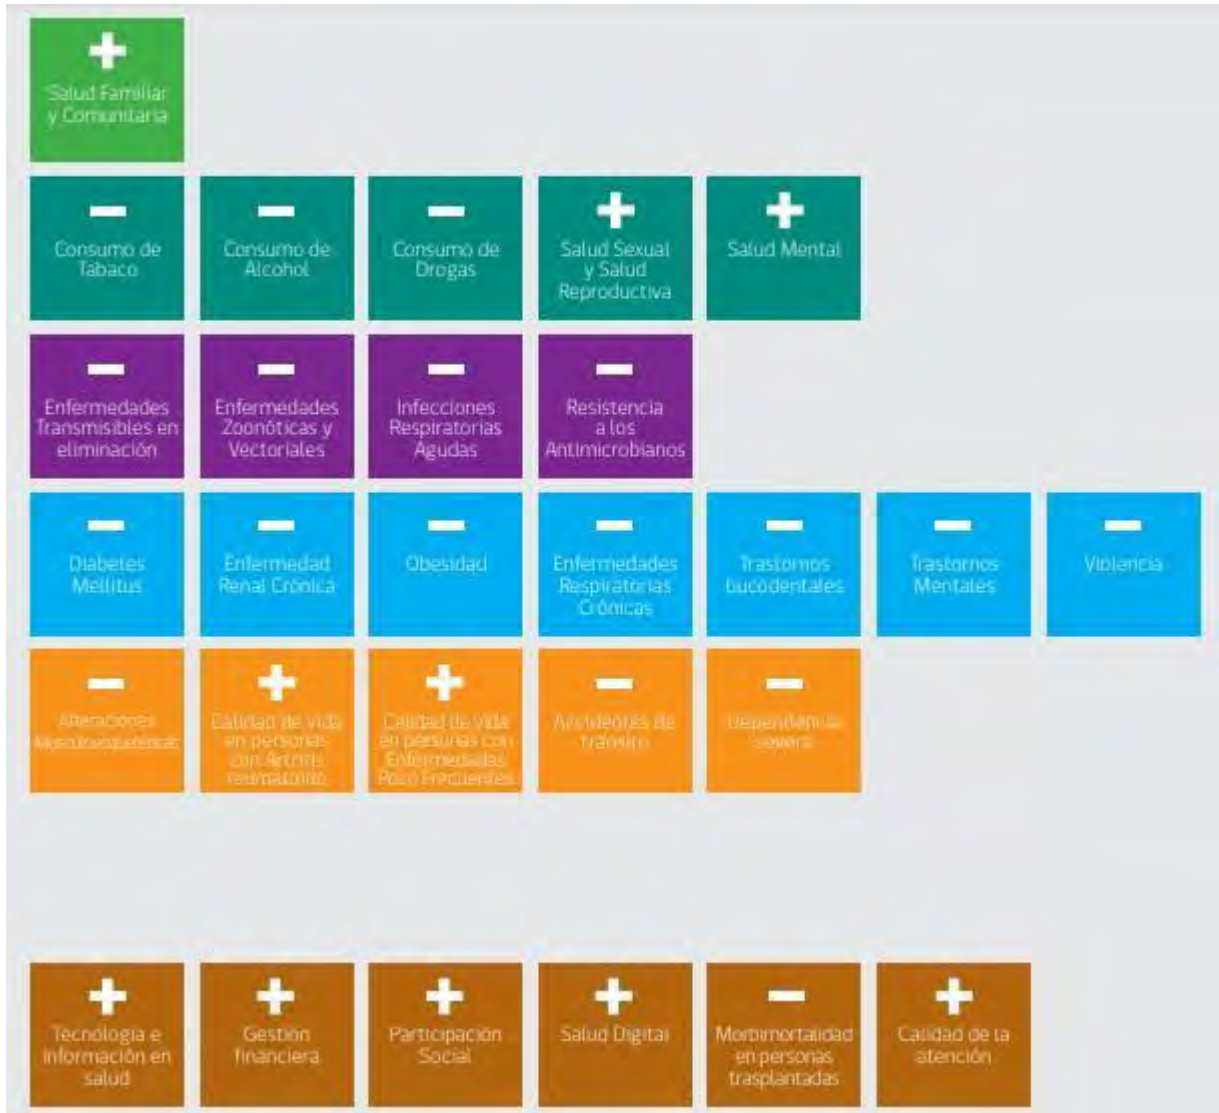 Salud Familiar
y Comunitaria
Consumo de
Tabaco
Consumo de
Alcohol
Consumo de
Drogas
Salud Sexual
y Salud
Reproductiva
Salud Mental
Enfermedades
Transmisibles en
eliminación
Enfermedades
Zoonóticas y
Vectoriales
Infecciones
Respiratorias
Agudas
Resistencia
a los
Antimicrobianos
Diabetes
Mellitus
Enfermedad
Renal Crónica
Obesidad
Enfermedades
Respiratorias
Crónicas
Trastornos
bucodentales
Trastornos
Mentales
Violencia
Alteraciones
Musculoesqueléticas
Calidad de vida
en personas
con Artritis
reumatoide
Calidad de vida
en personas con
Enfermedades
Poco Frecuentes
Accidentes de
tránsito
Dependencia
severa
Tecnología e
información en
salud
Gestión
financiera
Participación
Social
Salud Digital
Morbimortalidad
en personas
trasplantadas
Calidad de la
atención